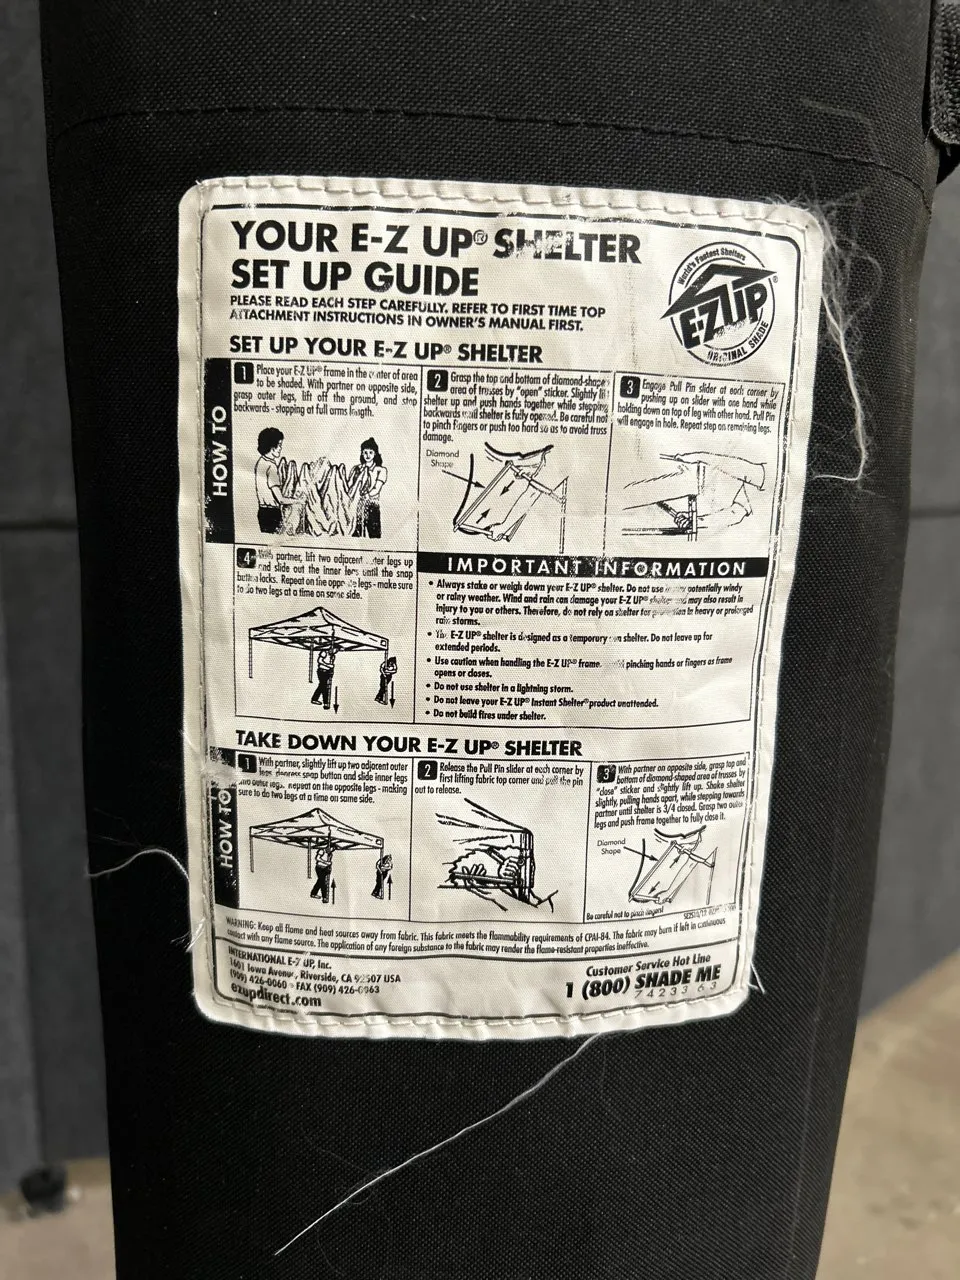 YOUR E-Z UP® SHELTER
SET UP GUIDE
PLEASE READ EACH STEP CAREFULLY. REFER TO FIRST TIME TOP
ATTACHMENT INSTRUCTIONS IN OWNER'S MANUAL FIRST.
World's Fastest Shelters
E-Z UP®
ORIGINAL SHADE
SET UP YOUR E-Z UP® SHELTER
HOW TO
1 Place your E-Z UP® frame in the center of area
to be shaded. With partner on opposite side,
grasp outer legs, lift off the ground, and step
backwards - stopping at full arms length.
2 Grasp the top and bottom of diamond-shape
area of trusses by "open" sticker. Slightly lift
shelter up and push hands together while stepping
backwards until shelter is fully opened. Be careful not
to pinch fingers or push too hard so as to avoid truss
damage.
Diamond
Shape
3 Engage Pull Pin slider at each corner by
pushing up on slider with one hand while
holding down on top of leg with other hand. Pull Pin
will engage in hole. Repeat step on remaining legs.
4 With partner, lift two adjacent outer legs up
and slide out the inner legs until the snap
button locks. Repeat on the opposite legs - make sure
to do two legs at a time on same side.
IMPORTANT INFORMATION
• Always stake or weigh down your E-Z UP® shelter. Do not use in potentially windy
or rainy weather. Wind and rain can damage your E-Z UP® shelter and may also result in
injury to you or others. Therefore, do not rely on shelter for protection in heavy or prolonged
rain storms.
• The E-Z UP® shelter is designed as a temporary sun shelter. Do not leave up for
extended periods.
• Use caution when handling the E-Z UP® frame. Avoid pinching hands or fingers as frame
opens or closes.
• Do not use shelter in a lightning storm.
• Do not leave your E-Z UP® Instant Shelter® product unattended.
• Do not build fires under shelter.
TAKE DOWN YOUR E-Z UP® SHELTER
HOW TO
1 With partner, slightly lift up two adjacent outer
legs, depress snap button and slide inner legs
into outer legs. Repeat on the opposite legs - making
sure to do two legs at a time on same side.
2 Release the Pull Pin slider at each corner by
first lifting fabric top corner and pull the pin
out to release.
3 With partner on opposite side, grasp top and
bottom of diamond-shaped area of trusses by
"close" sticker and slightly lift up. Shake shelter
slightly, pulling hands apart, while stepping towards
partner until shelter is 3/4 closed. Grasp two outer
legs and push frame together to fully close it.
Diamond
Shape
Be careful not to pinch fingers!
WARNING: Keep all flame and heat sources away from fabric. This fabric meets the flammability requirements of CPAI-84. The fabric may burn if left in continuous
contact with any flame source. The application of any foreign substance to the fabric may render the flame-resistant properties ineffective.
INTERNATIONAL E-Z UP, Inc.
1601 Iowa Avenue, Riverside, CA 92507 USA
(909) 426-0060 • FAX (909) 426-0063
ezupdirect.com
Customer Service Hot Line
1 (800) SHADE ME
74233 63